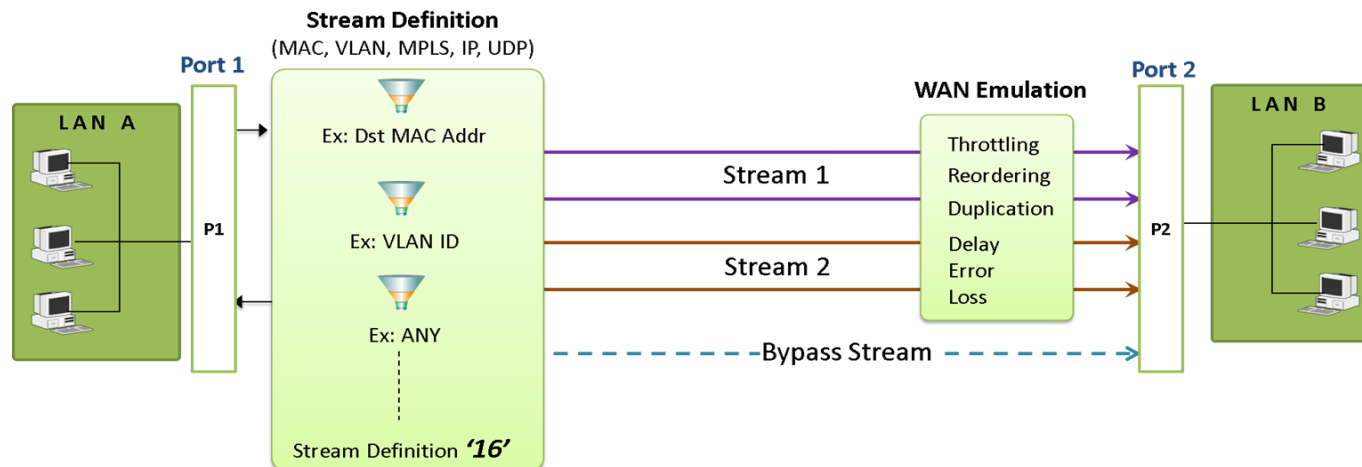 Stream Definition
(MAC, VLAN, MPLS, IP, UDP)
Port 1
Port 2
LAN A
P1
Ex: Dst MAC Addr
Ex: VLAN ID
Ex: ANY
Stream Definition ‘16’
Stream 1
Stream 2
Bypass Stream
WAN Emulation
Throttling
Reordering
Duplication
Delay
Error
Loss
P2
LAN B